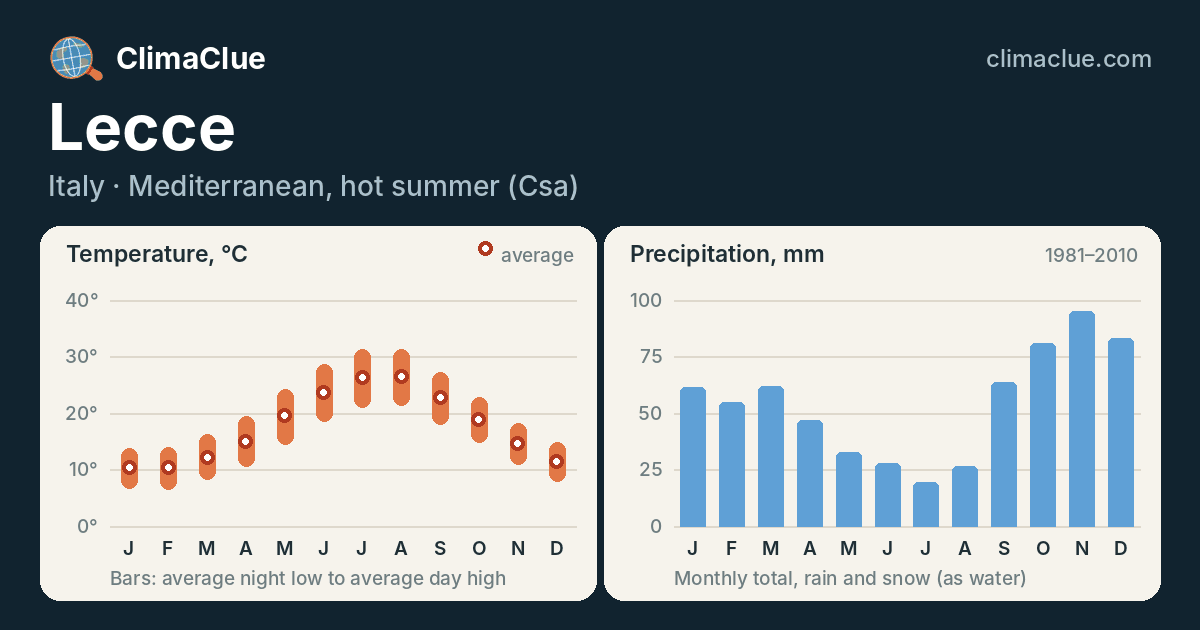 ClimaClue
climaclue.com
Lecce
Italy · Mediterranean, hot summer (Csa)
Temperature, °C
average
40°
30°
20°
10°
0°
J F M A M J J A S O N D
Bars: average night low to average day high
Precipitation, mm
1981–2010
100
75
50
25
0
J F M A M J J A S O N D
Monthly total, rain and snow (as water)